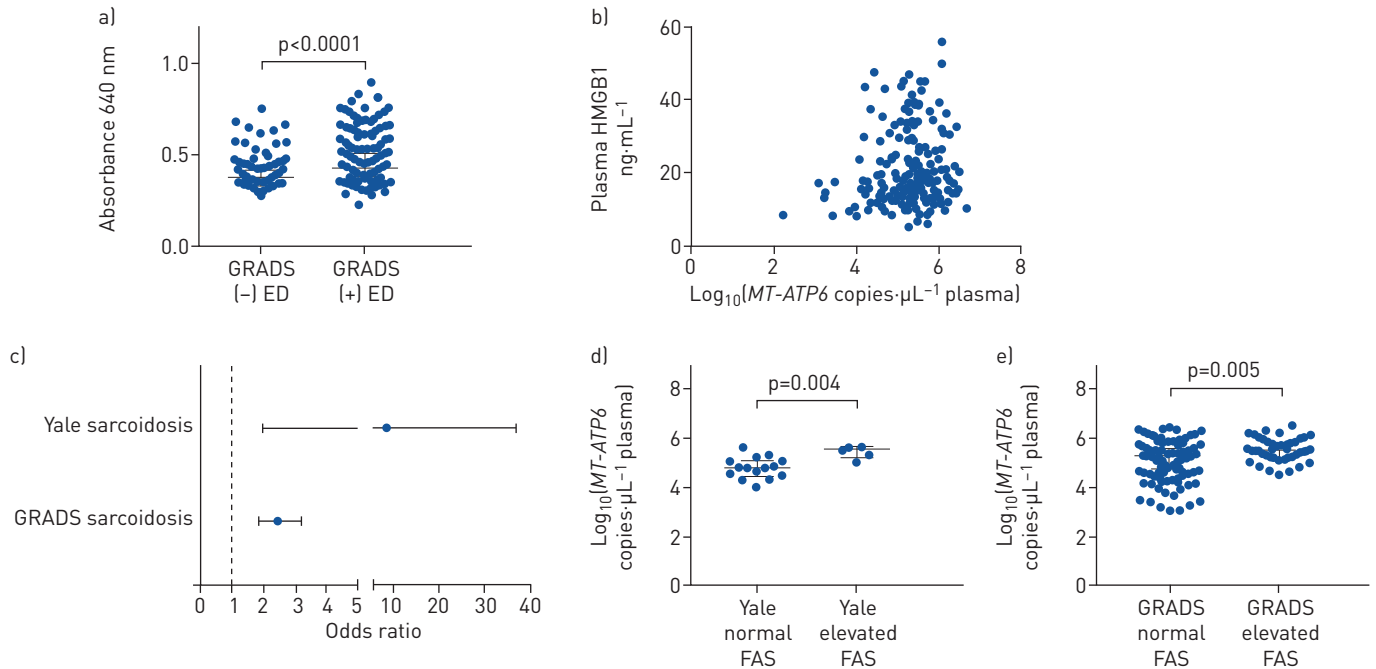 a)
Absorbance 640 nm
1.0
0.5
0.0
p<0.0001
GRADS
(–) ED
GRADS
(+) ED
b)
Plasma HMGB1
ng·mL–1
60
40
20
0
0 2 4 6 8
Log10(MT-ATP6 copies·µL–1 plasma)
c)
Yale sarcoidosis
GRADS sarcoidosis
0 1 2 3 4 5 10 20 30 40
Odds ratio
d)
Log10(MT-ATP6
copies·µL–1 plasma)
8
6
4
2
0
p=0.004
Yale
normal
FAS
Yale
elevated
FAS
e)
Log10(MT-ATP6
copies·µL–1 plasma)
8
6
4
2
0
p=0.005
GRADS
normal
FAS
GRADS
elevated
FAS